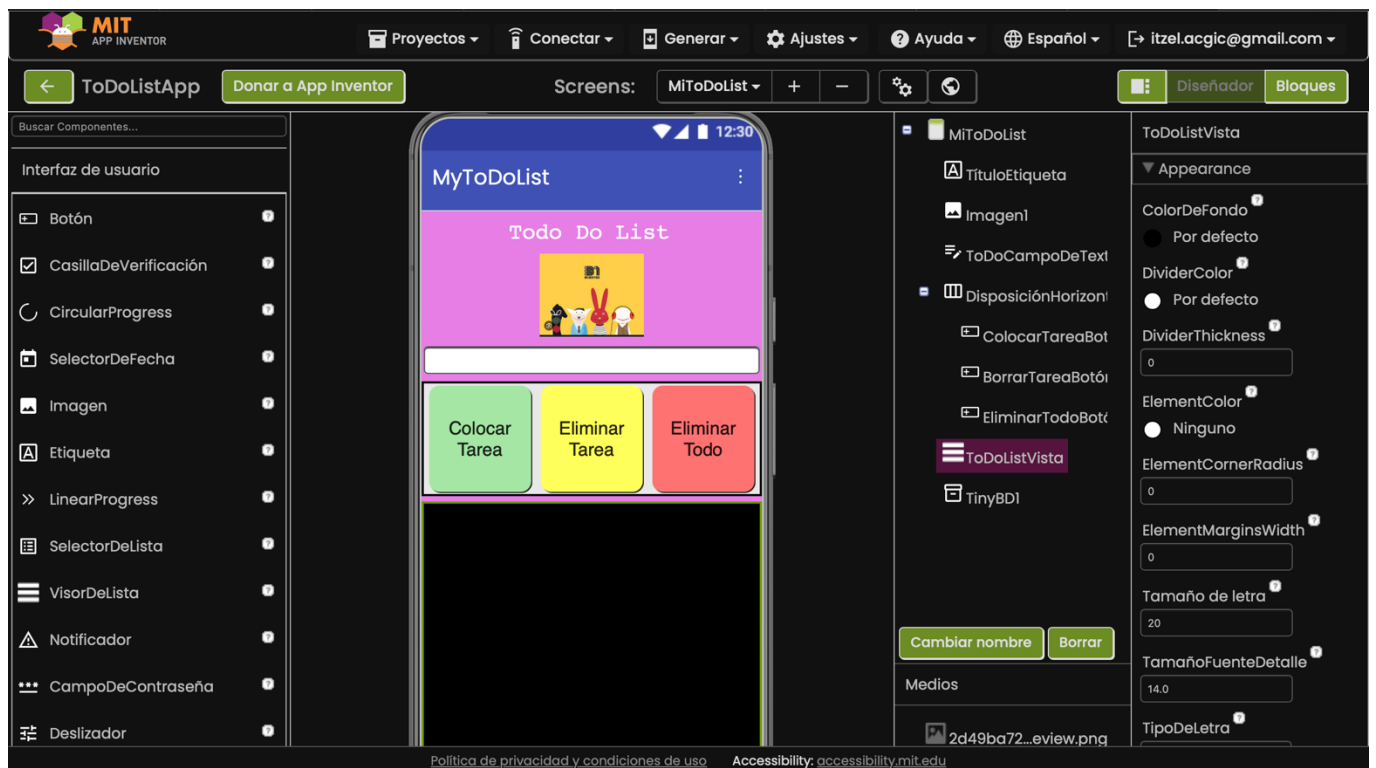 MIT
APP INVENTOR
Proyectos
Conectar
Generar
Ajustes
Ayuda
Español
itzel.acgic@gmail.com
ToDoListApp
Donar a App Inventor
Screens:
MiToDoList
+
−
Diseñador
Bloques
Buscar Componentes...
Interfaz de usuario
Botón
CasillaDeVerificación
CircularProgress
SelectorDeFecha
Imagen
Etiqueta
LinearProgress
SelectorDeLista
VisorDeLista
Notificador
CampoDeContraseña
Deslizador
12:30
MyToDoList
Todo Do List
Colocar
Tarea
Eliminar
Tarea
Eliminar
Todo
MiToDoList
TítuloEtiqueta
Imagen1
ToDoCampoDeText
DisposiciónHorizont
ColocarTareaBot
BorrarTareaBotón
EliminarTodoBotó
ToDoListVista
TinyBD1
Cambiar nombre
Borrar
Medios
2d49ba72...eview.png
ToDoListVista
Appearance
ColorDeFondo
Por defecto
DividerColor
Por defecto
DividerThickness
0
ElementColor
Ninguno
ElementCornerRadius
0
ElementMarginsWidth
0
Tamaño de letra
20
TamañoFuenteDetalle
14.0
TipoDeLetra
Política de privacidad y condiciones de uso
Accessibility: accessibility.mit.edu